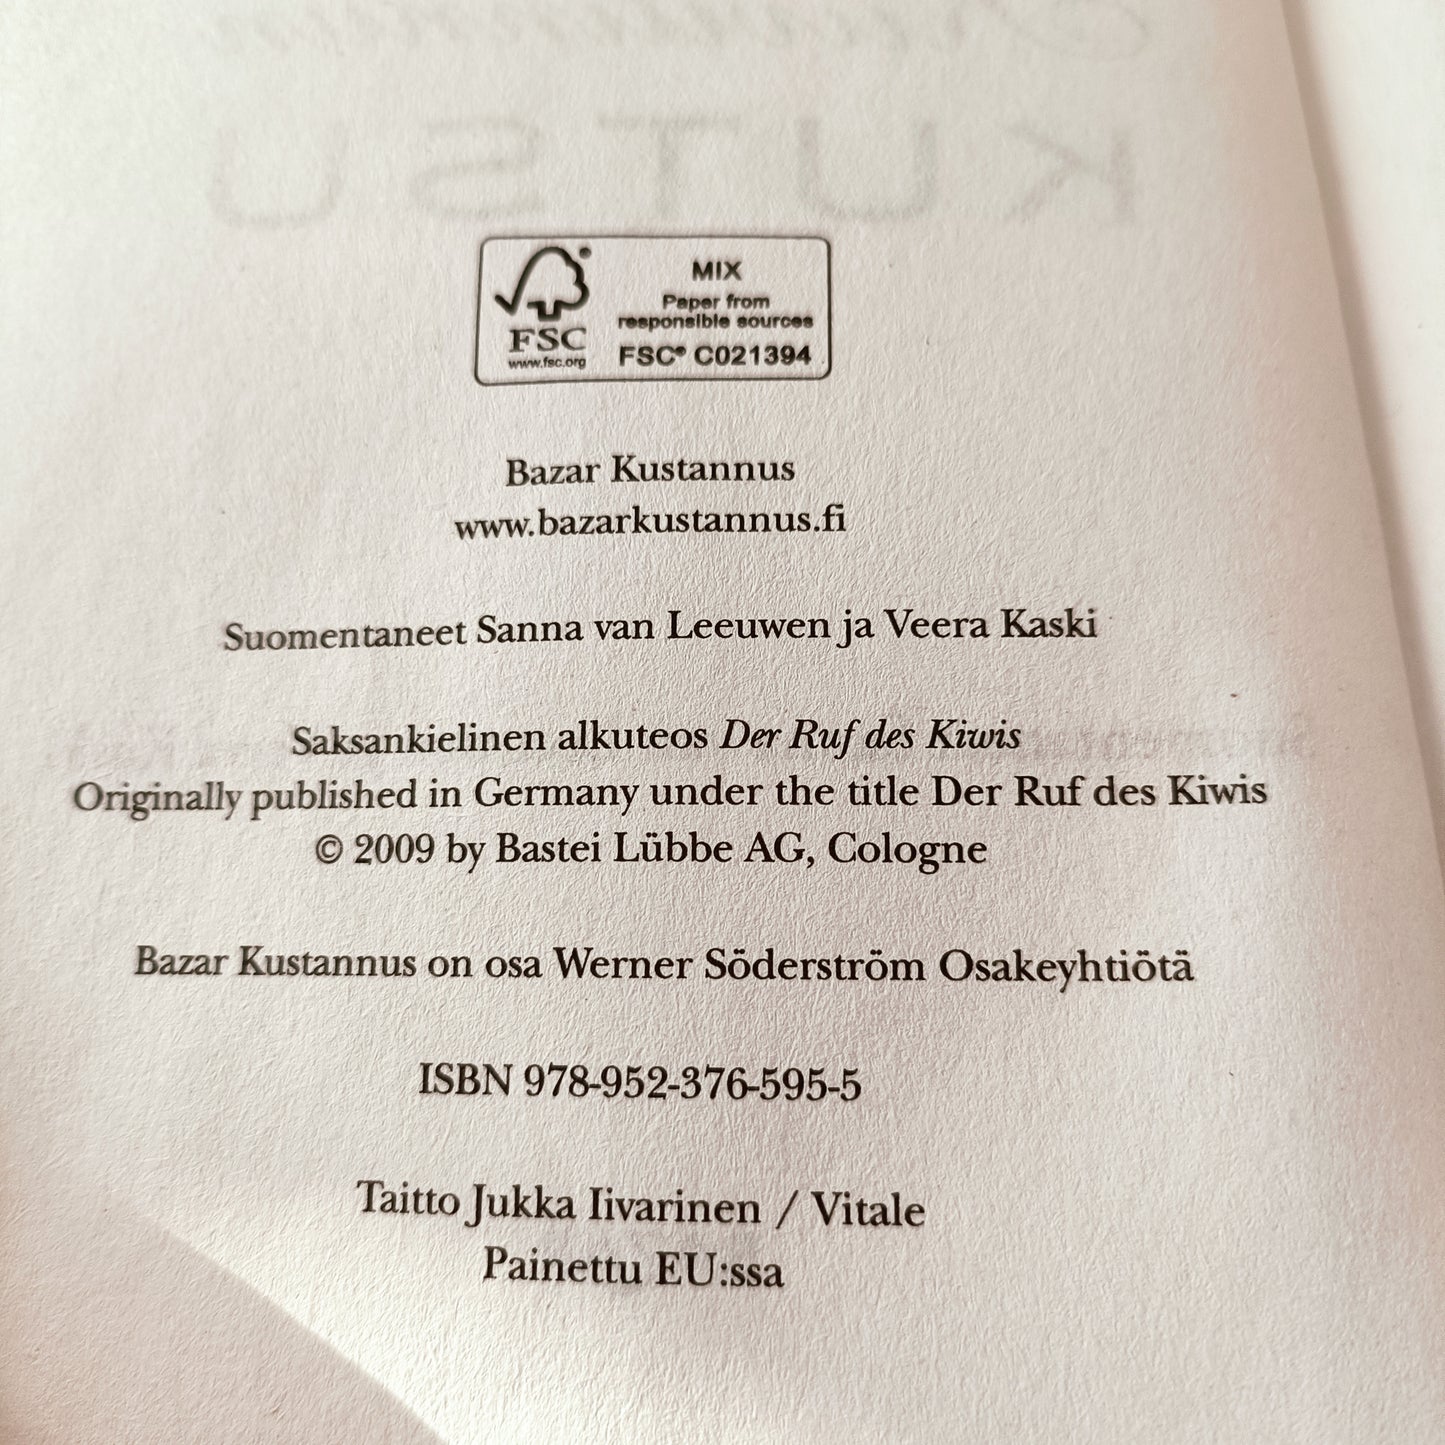 FSC
www.fsc.org
MIX
Paper from
responsible sources
FSC® C021394
Bazar Kustannus
www.bazarkustannus.fi
Suomentaneet Sanna van Leeuwen ja Veera Kaski
Saksankielinen alkuteos Der Ruf des Kiwis
Originally published in Germany under the title Der Ruf des Kiwis
© 2009 by Bastei Lübbe AG, Cologne
Bazar Kustannus on osa Werner Söderström Osakeyhtiötä
ISBN 978-952-376-595-5
Taitto Jukka Iivarinen / Vitale
Painettu EU:ssa